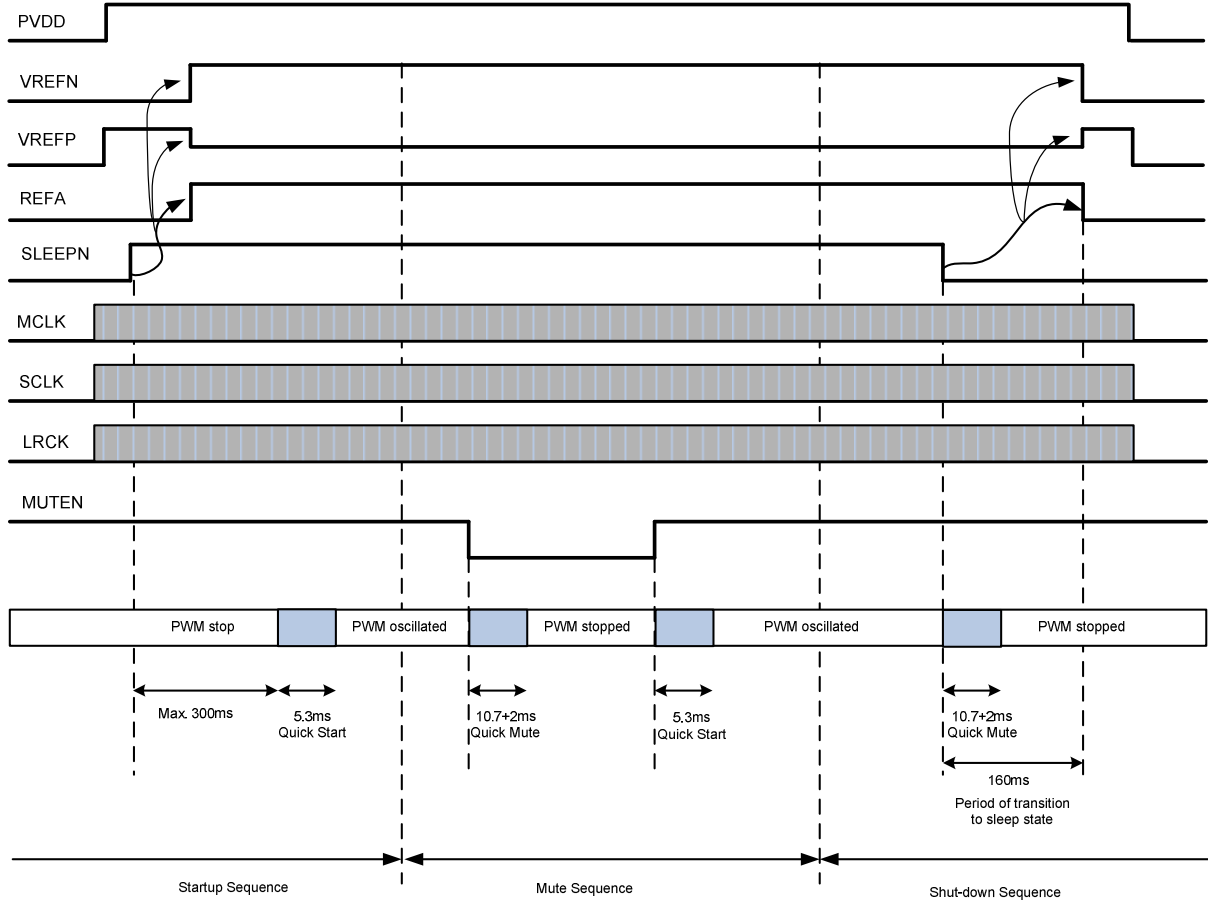 PVDD
VREFN
VREFP
REFA
SLEEPN
MCLK
SCLK
LRCK
MUTEN
PWM stop
PWM oscillated
PWM stopped
PWM oscillated
PWM stopped
Max. 300ms
5.3ms
Quick Start
10.7+2ms
Quick Mute
5.3ms
Quick Start
10.7+2ms
Quick Mute
160ms
Period of transition
to sleep state
Startup Sequence
Mute Sequence
Shut-down Sequence